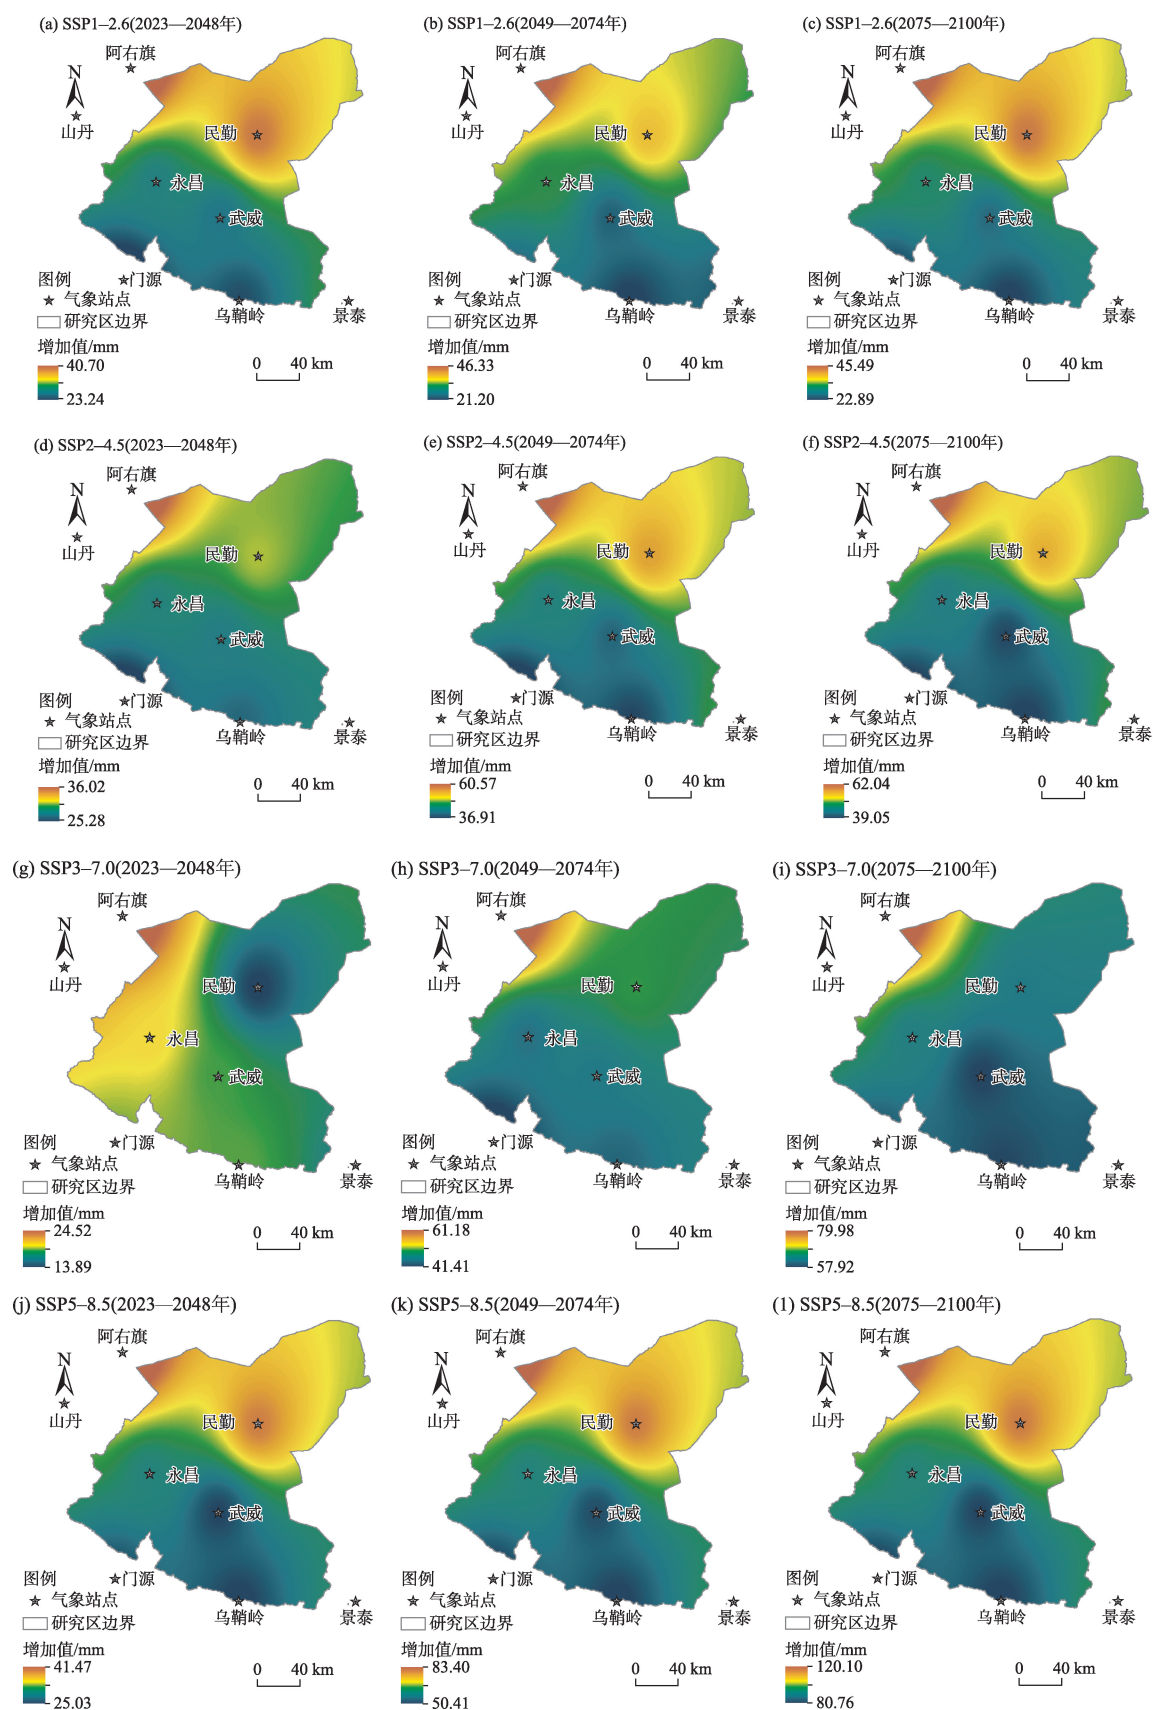 (a) SSP1–2.6(2023—2048年)
阿右旗
N
山丹
民勤
永昌
武威
图例
门源
气象站点
乌鞘岭
景泰
研究区边界
增加值/mm
40.70
23.24
0 40 km
(b) SSP1–2.6(2049—2074年)
阿右旗
N
山丹
民勤
永昌
武威
图例
门源
气象站点
乌鞘岭
景泰
研究区边界
增加值/mm
46.33
21.20
0 40 km
(c) SSP1–2.6(2075—2100年)
阿右旗
N
山丹
民勤
永昌
武威
图例
门源
气象站点
乌鞘岭
景泰
研究区边界
增加值/mm
45.49
22.89
0 40 km
(d) SSP2–4.5(2023—2048年)
阿右旗
N
山丹
民勤
永昌
武威
图例
门源
气象站点
乌鞘岭
景泰
研究区边界
增加值/mm
36.02
25.28
0 40 km
(e) SSP2–4.5(2049—2074年)
阿右旗
N
山丹
民勤
永昌
武威
图例
门源
气象站点
乌鞘岭
景泰
研究区边界
增加值/mm
60.57
36.91
0 40 km
(f) SSP2–4.5(2075—2100年)
阿右旗
N
山丹
民勤
永昌
武威
图例
门源
气象站点
乌鞘岭
景泰
研究区边界
增加值/mm
62.04
39.05
0 40 km
(g) SSP3–7.0(2023—2048年)
阿右旗
N
山丹
民勤
永昌
武威
图例
门源
气象站点
乌鞘岭
景泰
研究区边界
增加值/mm
24.52
13.89
0 40 km
(h) SSP3–7.0(2049—2074年)
阿右旗
N
山丹
民勤
永昌
武威
图例
门源
气象站点
乌鞘岭
景泰
研究区边界
增加值/mm
61.18
41.41
0 40 km
(i) SSP3–7.0(2075—2100年)
阿右旗
N
山丹
民勤
永昌
武威
图例
门源
气象站点
乌鞘岭
景泰
研究区边界
增加值/mm
79.98
57.92
0 40 km
(j) SSP5–8.5(2023—2048年)
阿右旗
N
山丹
民勤
永昌
武威
图例
门源
气象站点
乌鞘岭
景泰
研究区边界
增加值/mm
41.47
25.03
0 40 km
(k) SSP5–8.5(2049—2074年)
阿右旗
N
山丹
民勤
永昌
武威
图例
门源
气象站点
乌鞘岭
景泰
研究区边界
增加值/mm
83.40
50.41
0 40 km
(l) SSP5–8.5(2075—2100年)
阿右旗
N
山丹
民勤
永昌
武威
图例
门源
气象站点
乌鞘岭
景泰
研究区边界
增加值/mm
120.10
80.76
0 40 km